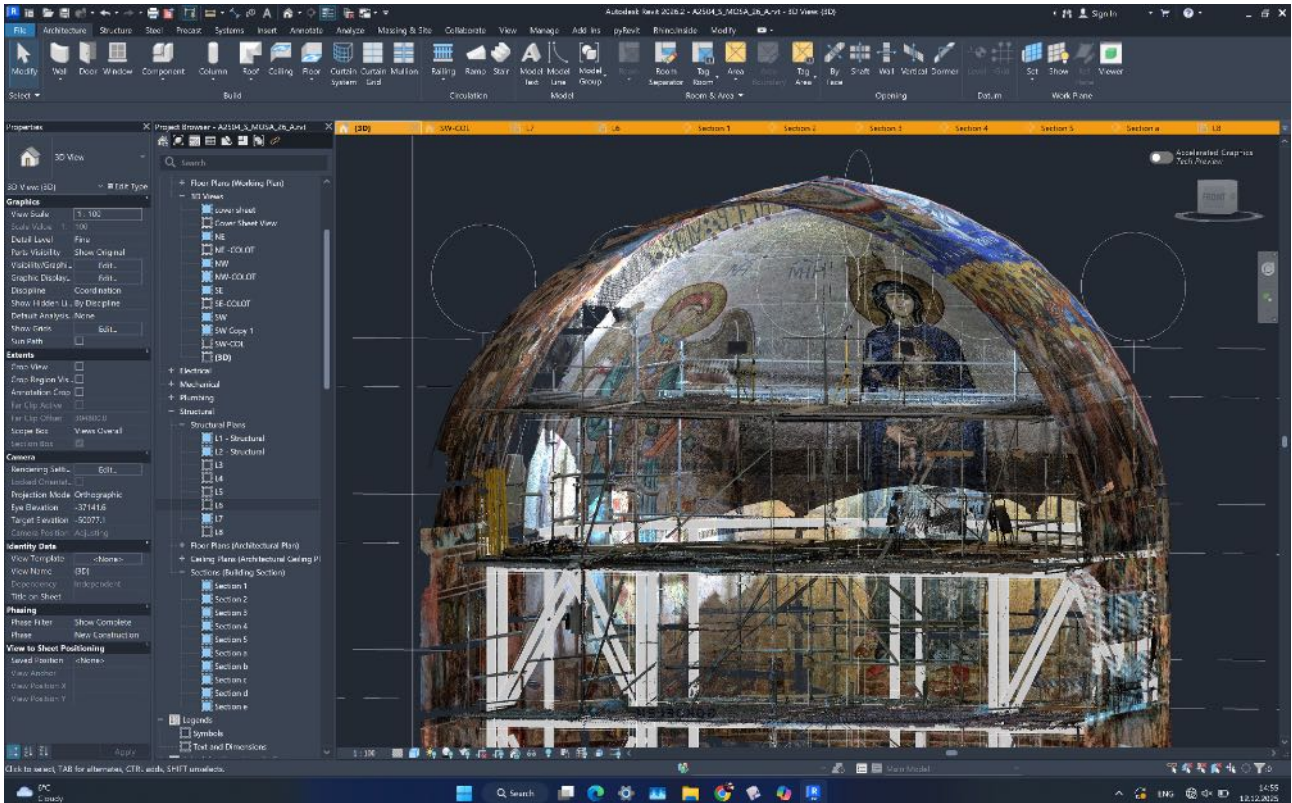 Autodesk Revit 2026.2 - A2504_S_MOSA_26_A.rvt - 3D View: {3D}
Sign In
File Architecture Structure Steel Precast Systems Insert Annotate Analyze Massing & Site Collaborate View Manage Add-Ins pyRevit Rhino.Inside Modify
Modify Wall Door Window Component Column Roof Ceiling Floor Curtain System Curtain Grid Mullion Railing Ramp Stair Model Text Model Line Model Group Room Room Separator Tag Room Area Area Boundary Tag Area By Face Shaft Wall Vertical Dormer Level Grid Set Show Ref Plane Viewer
Select Build Circulation Model Room & Area Opening Datum Work Plane
Properties
3D View
3D View: {3D} Edit Type
Graphics
View Scale 1 : 100
Scale Value 1: 100
Detail Level Fine
Parts Visibility Show Original
Visibility/Graphi... Edit...
Graphic Display... Edit...
Discipline Coordination
Show Hidden Li... By Discipline
Default Analysis... None
Show Grids Edit...
Sun Path
Extents
Crop View
Crop Region Vis...
Annotation Crop
Far Clip Active
Far Clip Offset 304800.0
Scope Box Views Overall
Section Box
Camera
Rendering Setti... Edit...
Locked Orientat...
Projection Mode Orthographic
Eye Elevation -37141.6
Target Elevation -50077.1
Camera Position Adjusting
Identity Data
View Template <None>
View Name {3D}
Dependency Independent
Title on Sheet
Phasing
Phase Filter Show Complete
Phase New Construction
View to Sheet Positioning
Saved Position <None>
View Anchor
View Position X
View Position Y
Apply
Project Browser - A2504_S_MOSA_26_A.rvt
Search
Floor Plans (Working Plan)
3D Views
cover sheet
Cover Sheet View
NE
NE -COLOT
NW
NW-COLOT
SE
SE-COLOT
SW
SW Copy 1
SW-COL
{3D}
Electrical
Mechanical
Plumbing
Structural
Structural Plans
L1 - Structural
L2 - Structural
L3
L4
L5
L6
L7
L8
Floor Plans (Architectural Plan)
Ceiling Plans (Architectural Ceiling Pl
Sections (Building Section)
Section 1
Section 2
Section 3
Section 4
Section 5
Section a
Section b
Section c
Section d
Section e
Legends
Symbols
Text and Dimensions
{3D} SW-COL L7 L6 Section 1 Section 2 Section 3 Section 4 Section 5 Section a L8
Accelerated Graphics
Tech Preview
FRONT
1 : 100
Click to select, TAB for alternates, CTRL adds, SHIFT unselects.
Main Model
0°C
Cloudy
Search
ENG
14:55
12.12.2025